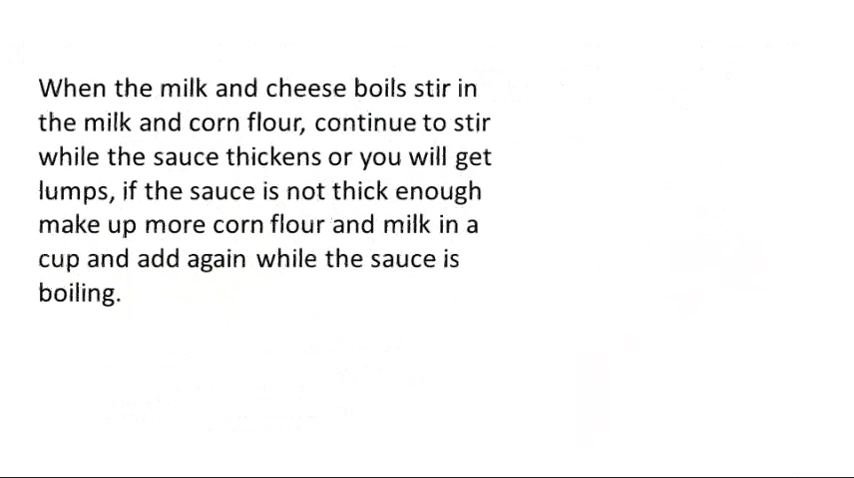 When the milk and cheese boils stir in
the milk and corn flour, continue to stir
while the sauce thickens or you will get
lumps, if the sauce is not thick enough
make up more corn flour and milk in a
cup and add again while the sauce is
boiling.